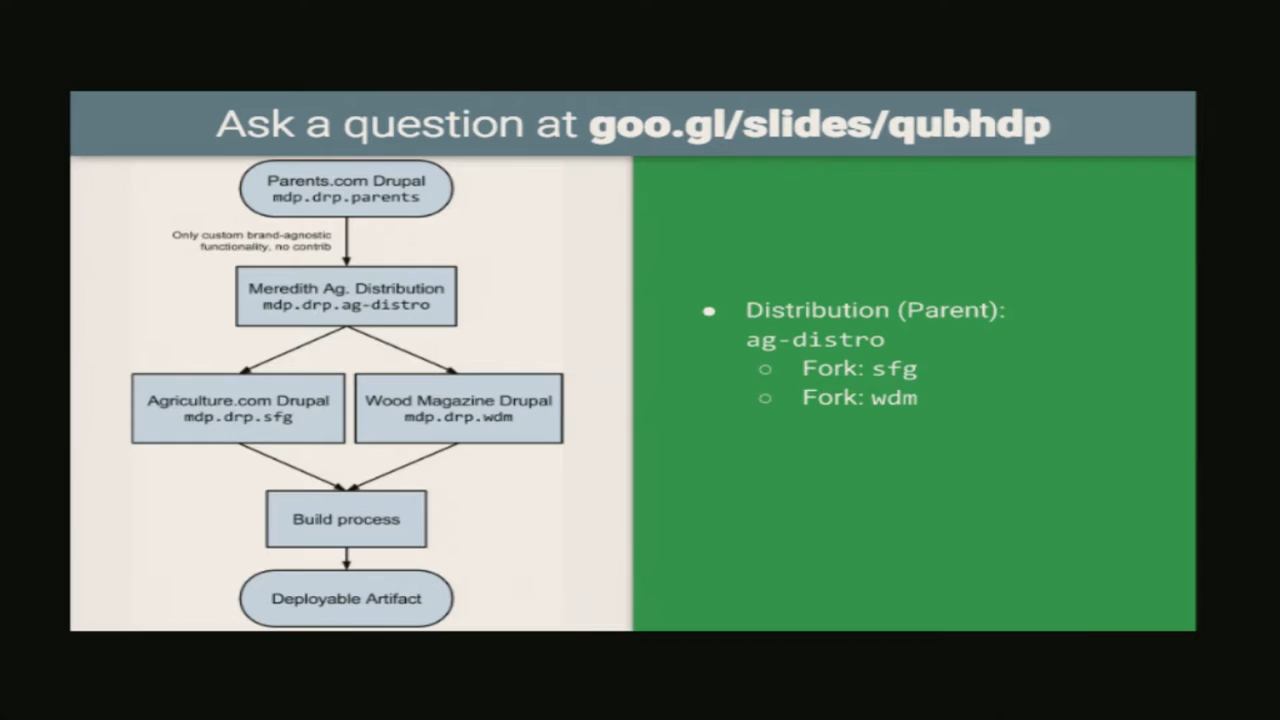 Ask a question at goo.gl/slides/qubhdp
Parents.com Drupal
mdp.drp.parents
Only custom brand-agnostic
functionality, no contrib
Meredith Ag. Distribution
mdp.drp.ag-distro
Agriculture.com Drupal
mdp.drp.sfg
Wood Magazine Drupal
mdp.drp.wdm
Build process
Deployable Artifact
● Distribution (Parent):
ag-distro
○ Fork: sfg
○ Fork: wdm